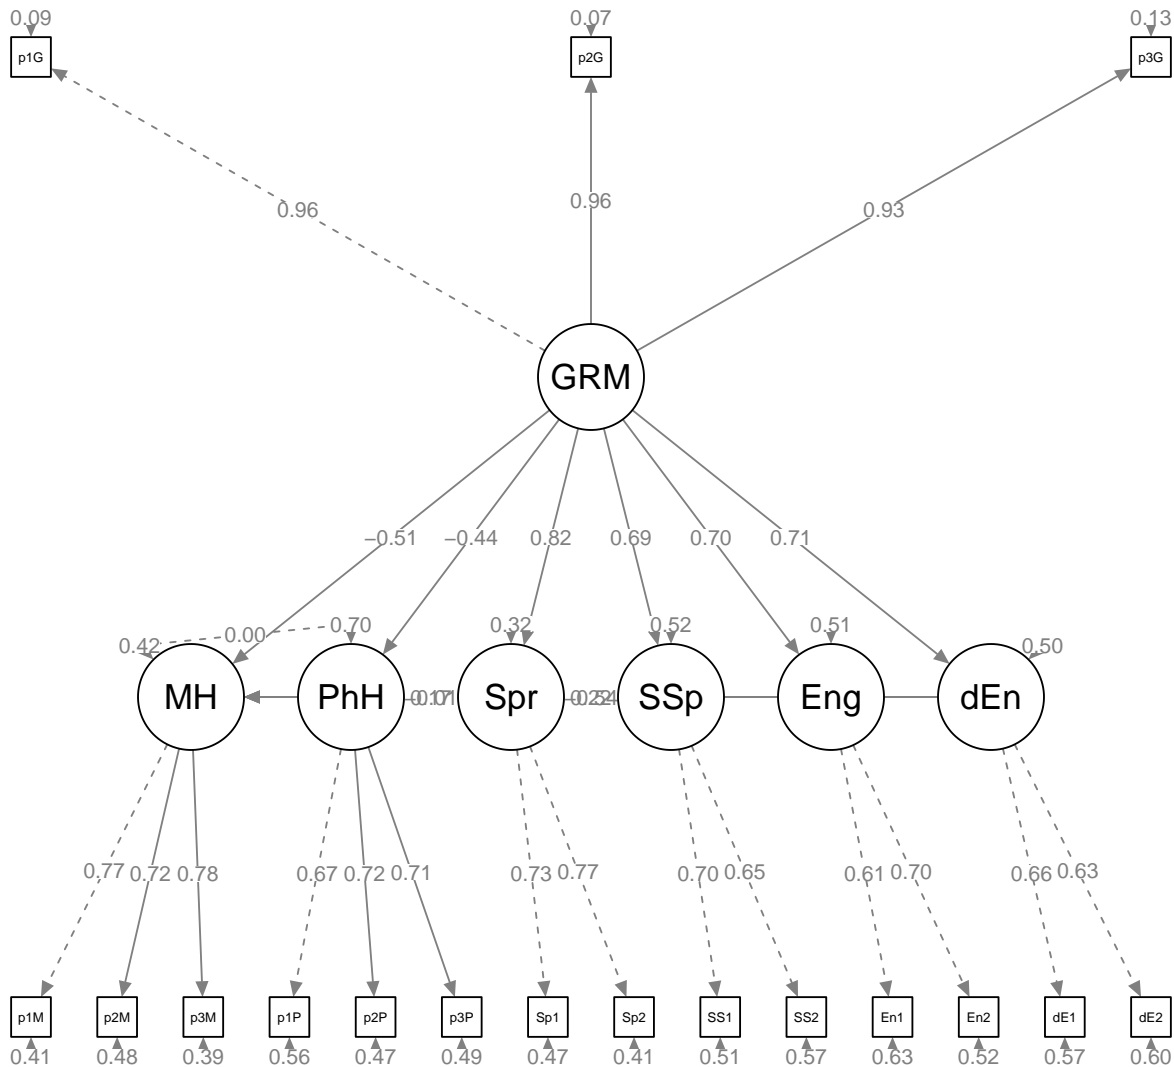 0.09 0.07 0.13
p1G p2G p3G
0.96 0.96 0.93
GRM
−0.51 −0.44 0.82 0.69 0.70 0.71
0.42 0.00 0.70 0.32 0.52 0.51 0.50
MH PhH Spr SSp Eng dEn
0.77 0.72 0.78 0.67 0.72 0.71 0.73 0.77 0.70 0.65 0.61 0.70 0.66 0.63
p1M p2M p3M p1P p2P p3P Sp1 Sp2 SS1 SS2 En1 En2 dE1 dE2
0.41 0.48 0.39 0.56 0.47 0.49 0.47 0.41 0.51 0.57 0.63 0.52 0.57 0.60